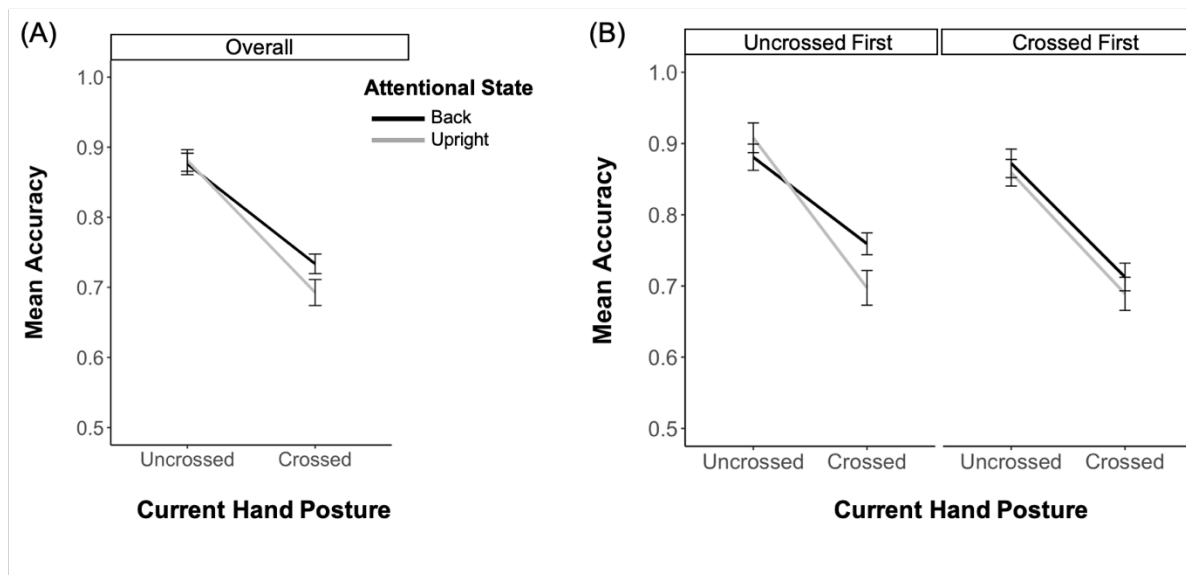 (A)
Overall
Attentional State
Back
Upright
1.0
0.9
0.8
0.7
0.6
0.5
Mean Accuracy
Uncrossed Crossed
Current Hand Posture
(B)
Uncrossed First Crossed First
1.0
0.9
0.8
0.7
0.6
0.5
Mean Accuracy
Uncrossed Crossed Uncrossed Crossed
Current Hand Posture